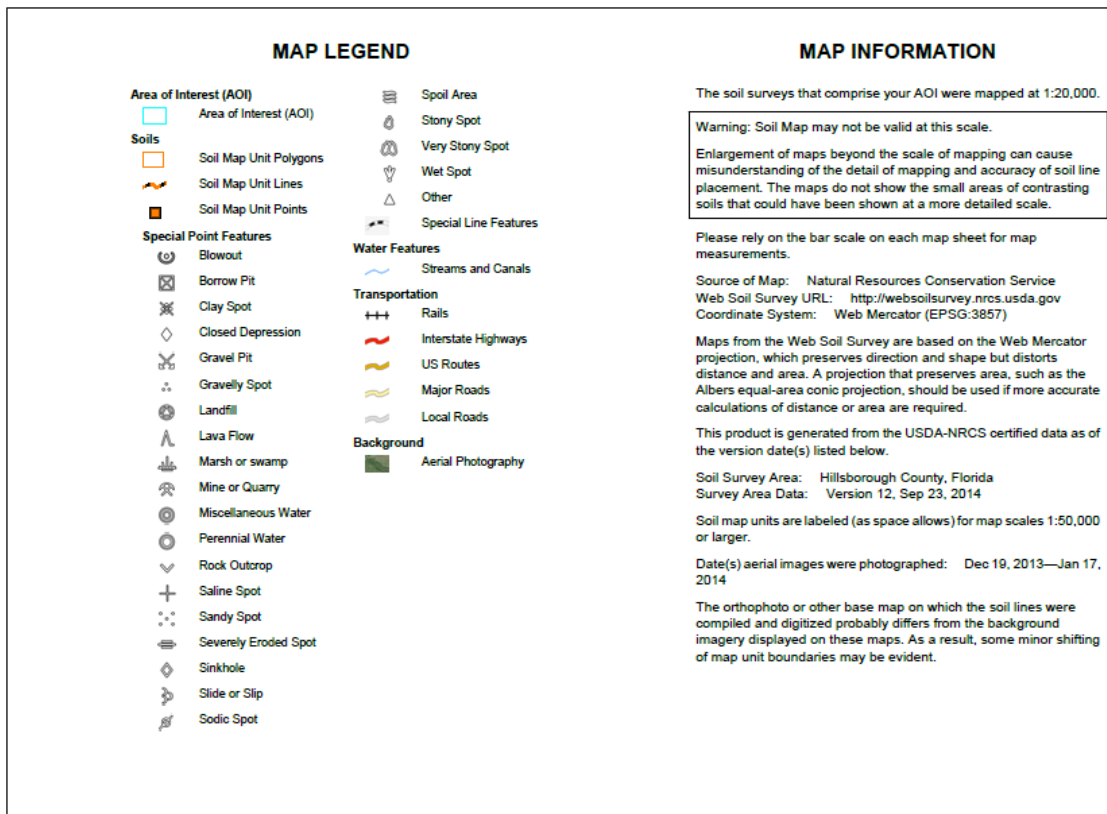 MAP LEGEND
Area of Interest (AOI)
Area of Interest (AOI)
Soils
Soil Map Unit Polygons
Soil Map Unit Lines
Soil Map Unit Points
Special Point Features
Blowout
Borrow Pit
Clay Spot
Closed Depression
Gravel Pit
Gravelly Spot
Landfill
Lava Flow
Marsh or swamp
Mine or Quarry
Miscellaneous Water
Perennial Water
Rock Outcrop
Saline Spot
Sandy Spot
Severely Eroded Spot
Sinkhole
Slide or Slip
Sodic Spot
Spoil Area
Stony Spot
Very Stony Spot
Wet Spot
Other
Special Line Features
Water Features
Streams and Canals
Transportation
Rails
Interstate Highways
US Routes
Major Roads
Local Roads
Background
Aerial Photography
MAP INFORMATION
The soil surveys that comprise your AOI were mapped at 1:20,000.
Warning: Soil Map may not be valid at this scale.
Enlargement of maps beyond the scale of mapping can cause
misunderstanding of the detail of mapping and accuracy of soil line
placement. The maps do not show the small areas of contrasting
soils that could have been shown at a more detailed scale.
Please rely on the bar scale on each map sheet for map
measurements.
Source of Map: Natural Resources Conservation Service
Web Soil Survey URL: http://websoilsurvey.nrcs.usda.gov
Coordinate System: Web Mercator (EPSG:3857)
Maps from the Web Soil Survey are based on the Web Mercator
projection, which preserves direction and shape but distorts
distance and area. A projection that preserves area, such as the
Albers equal-area conic projection, should be used if more accurate
calculations of distance or area are required.
This product is generated from the USDA-NRCS certified data as of
the version date(s) listed below.
Soil Survey Area: Hillsborough County, Florida
Survey Area Data: Version 12, Sep 23, 2014
Soil map units are labeled (as space allows) for map scales 1:50,000
or larger.
Date(s) aerial images were photographed: Dec 19, 2013—Jan 17,
2014
The orthophoto or other base map on which the soil lines were
compiled and digitized probably differs from the background
imagery displayed on these maps. As a result, some minor shifting
of map unit boundaries may be evident.